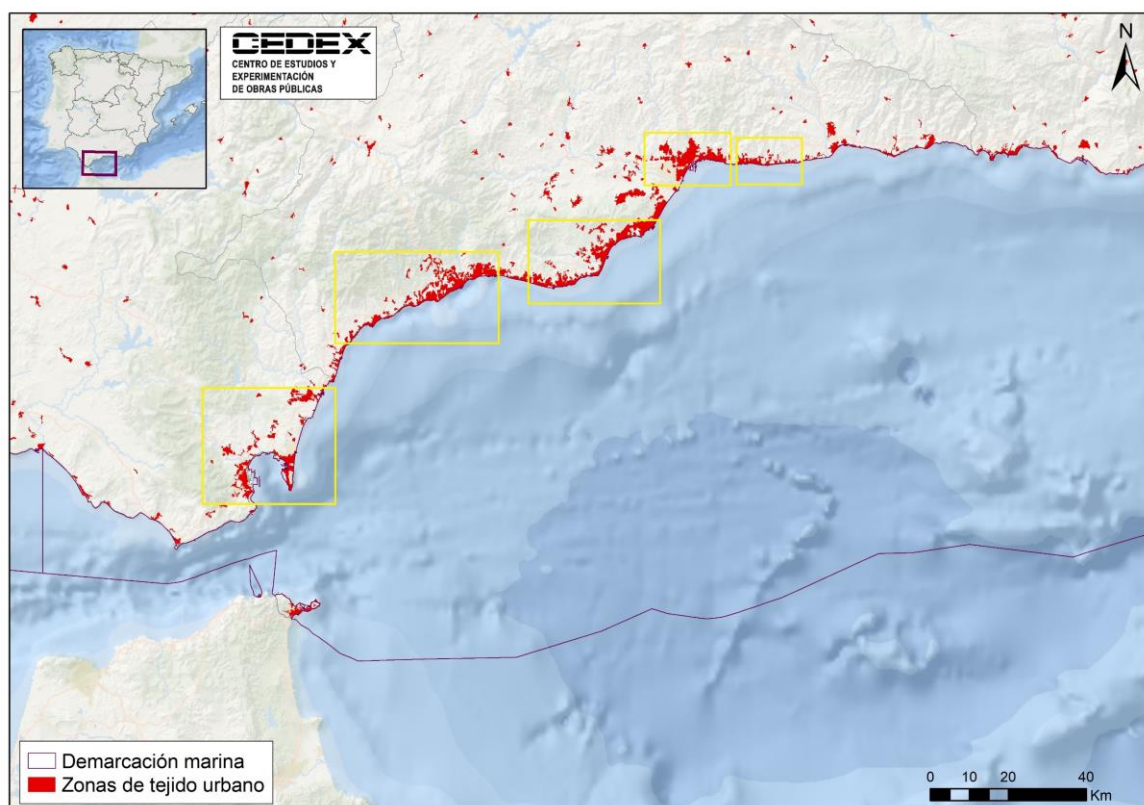 CEDEX
CENTRO DE ESTUDIOS Y
EXPERIMENTACIÓN
DE OBRAS PÚBLICAS
N
Demarcación marina
Zonas de tejido urbano
0 10 20 40
Km